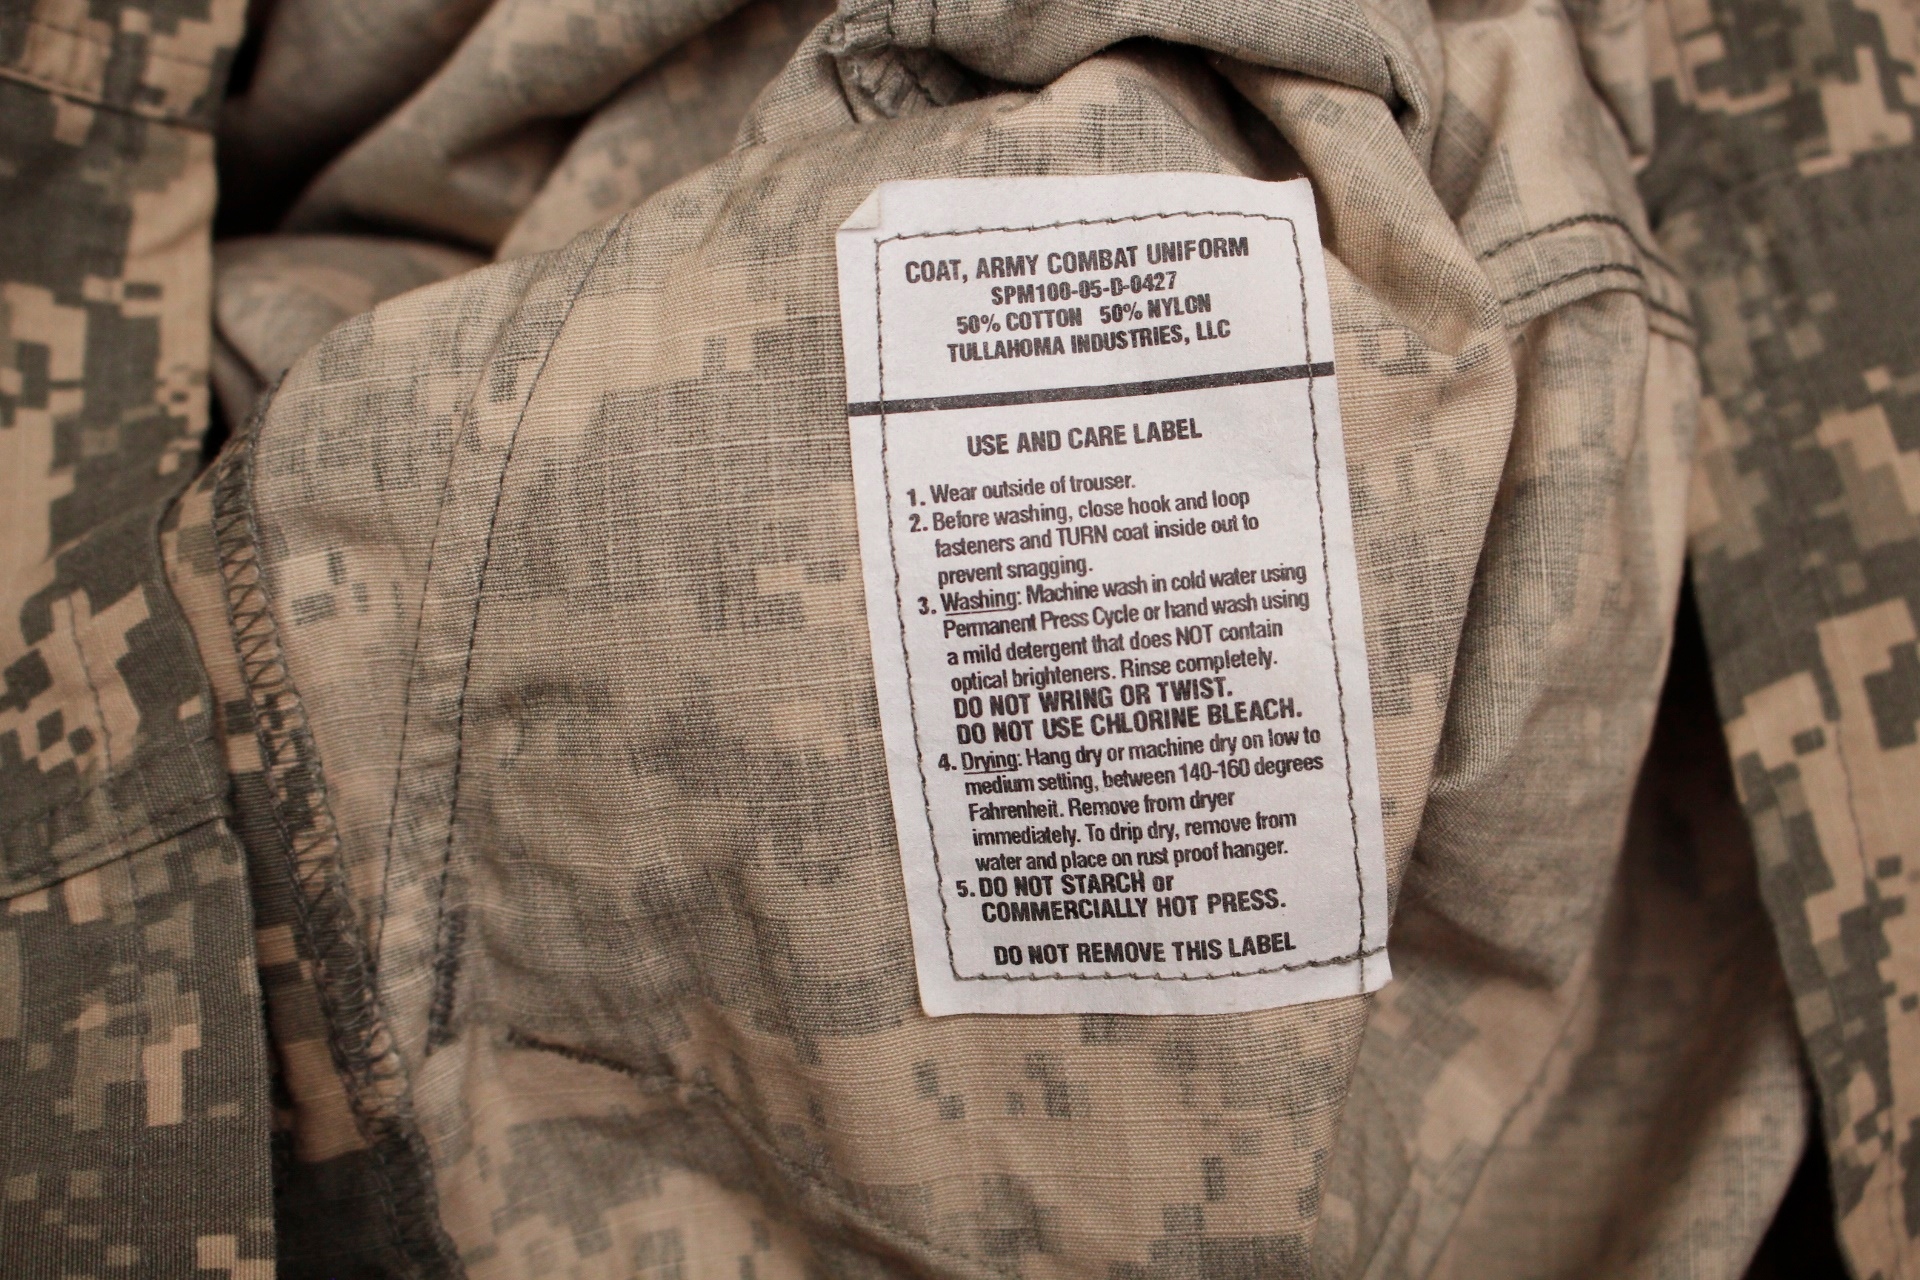 COAT, ARMY COMBAT UNIFORM
SPM100-05-D-0427
50% COTTON 50% NYLON
TULLAHOMA INDUSTRIES, LLC
USE AND CARE LABEL
1. Wear outside of trouser.
2. Before washing, close hook and loop
fasteners and TURN coat inside out to
prevent snagging.
3. Washing: Machine wash in cold water using
Permanent Press Cycle or hand wash using
a mild detergent that does NOT contain
optical brighteners. Rinse completely.
DO NOT WRING OR TWIST.
DO NOT USE CHLORINE BLEACH.
4. Drying: Hang dry or machine dry on low to
medium setting, between 140-160 degrees
Fahrenheit. Remove from dryer
immediately. To drip dry, remove from
water and place on rust proof hanger.
5. DO NOT STARCH or
COMMERCIALLY HOT PRESS.
DO NOT REMOVE THIS LABEL